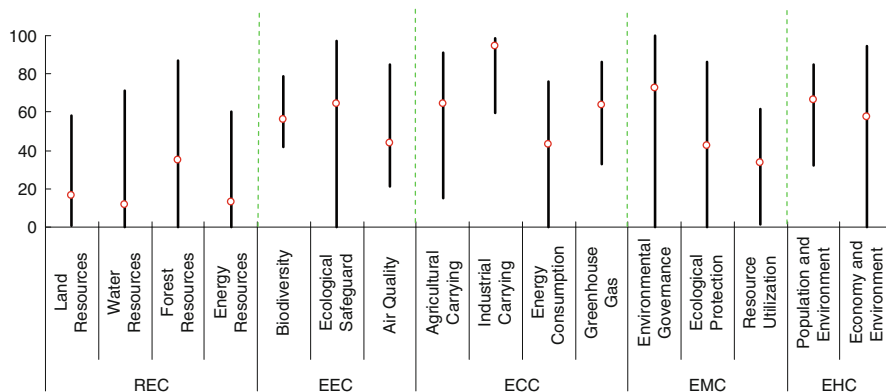 100
80
60
40
20
0
Land
Resources
Water
Resources
Forest
Resources
Energy
Resources
Biodiversity
Ecological
Safeguard
Air Quality
Agricultural
Carrying
Industrial
Carrying
Energy
Consumption
Greenhouse
Gas
Environmental
Governance
Ecological
Protection
Resource
Utilization
Population and
Environment
Economy and
Environment
REC
EEC
ECC
EMC
EHC